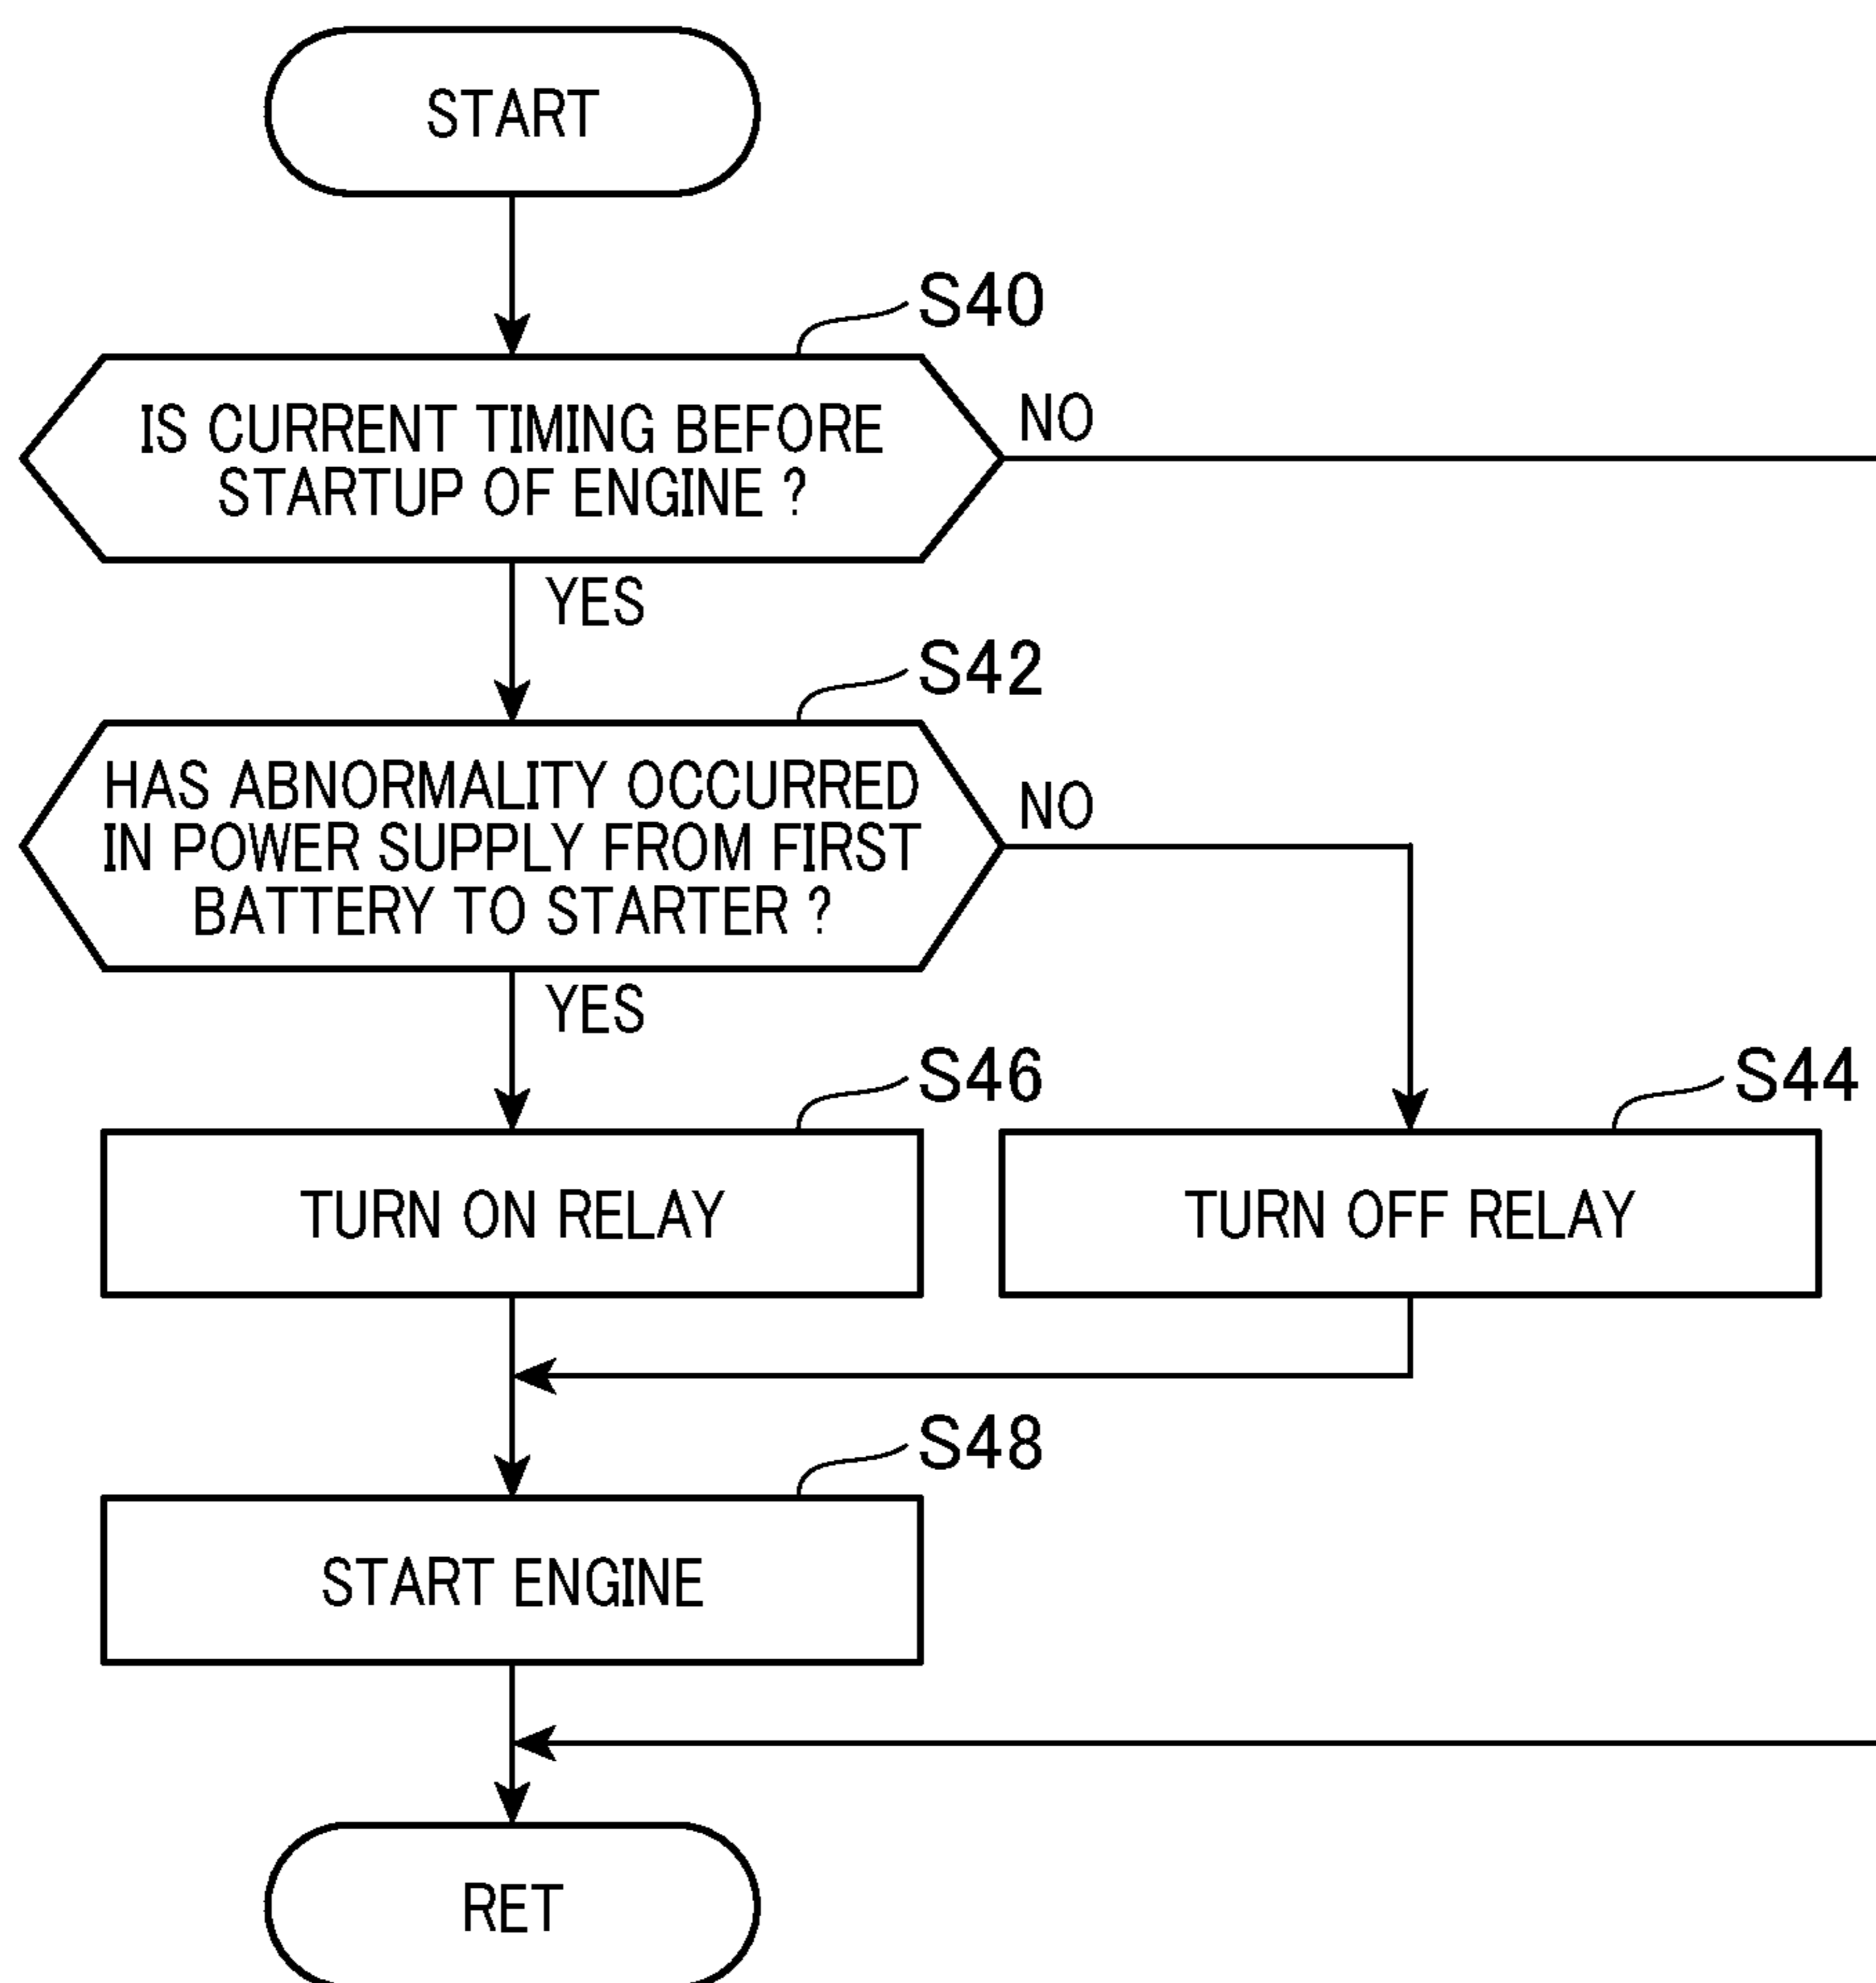 START
S40
IS CURRENT TIMING BEFORE
STARTUP OF ENGINE ?
NO
YES
S42
HAS ABNORMALITY OCCURRED
IN POWER SUPPLY FROM FIRST
BATTERY TO STARTER ?
NO
YES
S46
S44
TURN ON RELAY
TURN OFF RELAY
S48
START ENGINE
RET